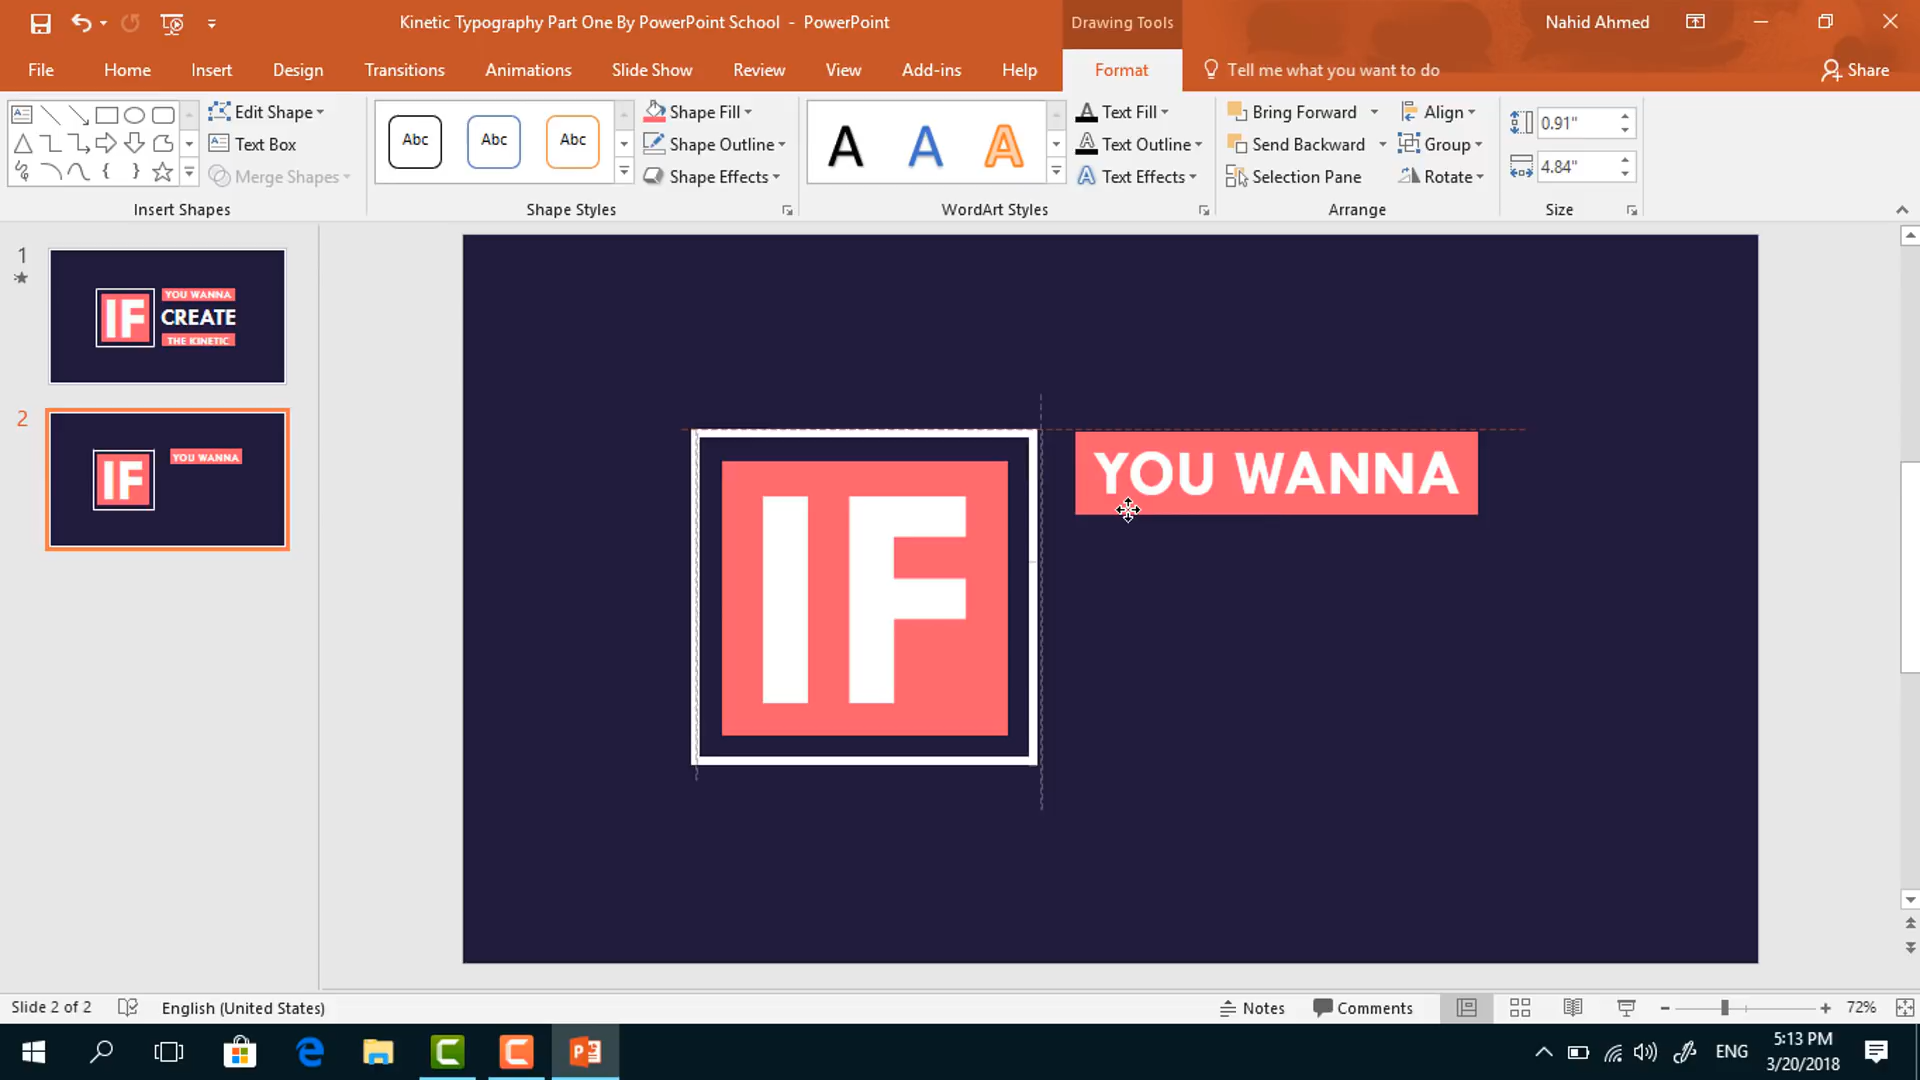 Kinetic Typography Part One By PowerPoint School - PowerPoint
Drawing Tools
Nahid Ahmed
File
Home
Insert
Design
Transitions
Animations
Slide Show
Review
View
Add-ins
Help
Format
Tell me what you want to do
Share
Edit Shape
Text Box
Merge Shapes
Insert Shapes
Abc
Abc
Abc
Shape Fill
Shape Outline
Shape Effects
Shape Styles
A
A
A
Text Fill
Text Outline
Text Effects
WordArt Styles
Bring Forward
Send Backward
Selection Pane
Align
Group
Rotate
Arrange
0.91"
4.84"
Size
1
IF
YOU WANNA
CREATE
THE KINETIC
2
IF
YOU WANNA
IF
YOU WANNA
Slide 2 of 2
English (United States)
Notes
Comments
72%
ENG
5:13 PM
3/20/2018